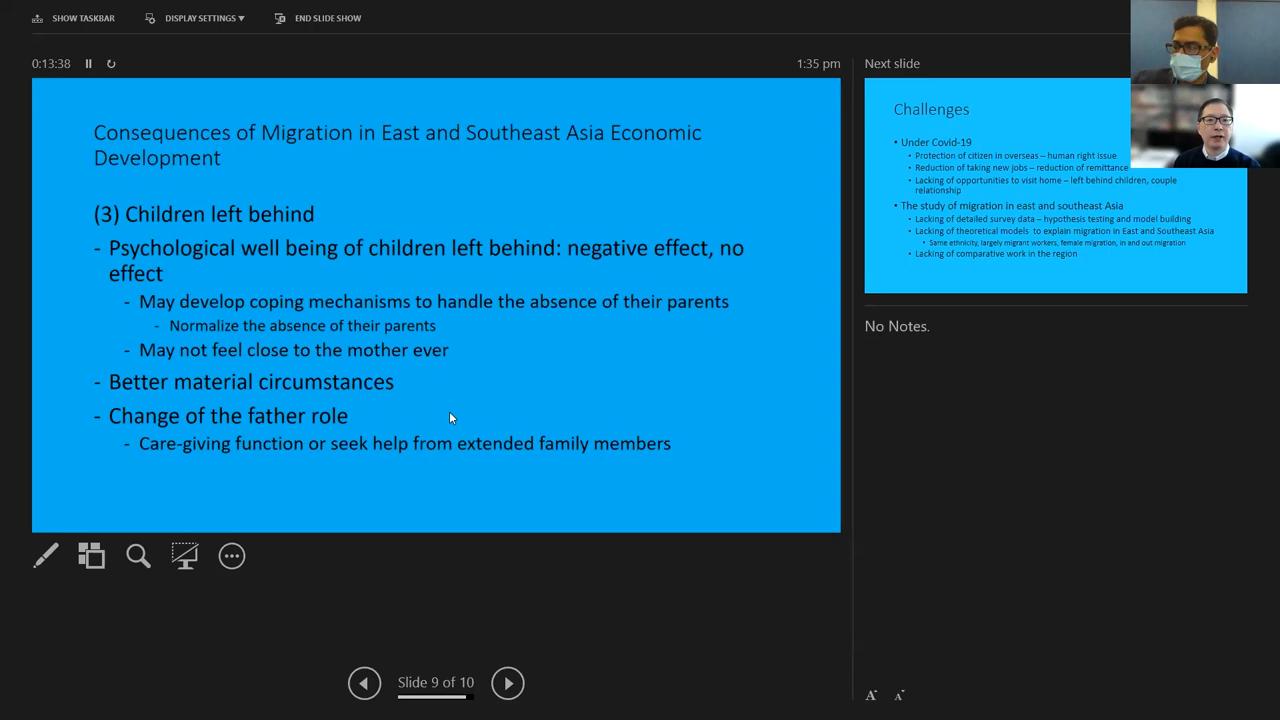 SHOW TASKBAR
DISPLAY SETTINGS ▼
END SLIDE SHOW
0:13:38
1:35 pm
Consequences of Migration in East and Southeast Asia Economic
Development
(3) Children left behind
- Psychological well being of children left behind: negative effect, no
effect
- May develop coping mechanisms to handle the absence of their parents
- Normalize the absence of their parents
- May not feel close to the mother ever
- Better material circumstances
- Change of the father role
- Care-giving function or seek help from extended family members
Slide 9 of 10
Next slide
Challenges
• Under Covid-19
• Protection of citizen in overseas – human right issue
• Reduction of taking new jobs – reduction of remittance
• Lacking of opportunities to visit home – left behind children, couple
relationship
• The study of migration in east and southeast Asia
• Lacking of detailed survey data – hypothesis testing and model building
• Lacking of theoretical models to explain migration in East and Southeast Asia
• Same ethnicity, largely migrant workers, female migration, in and out migration
• Lacking of comparative work in the region
No Notes.
A A